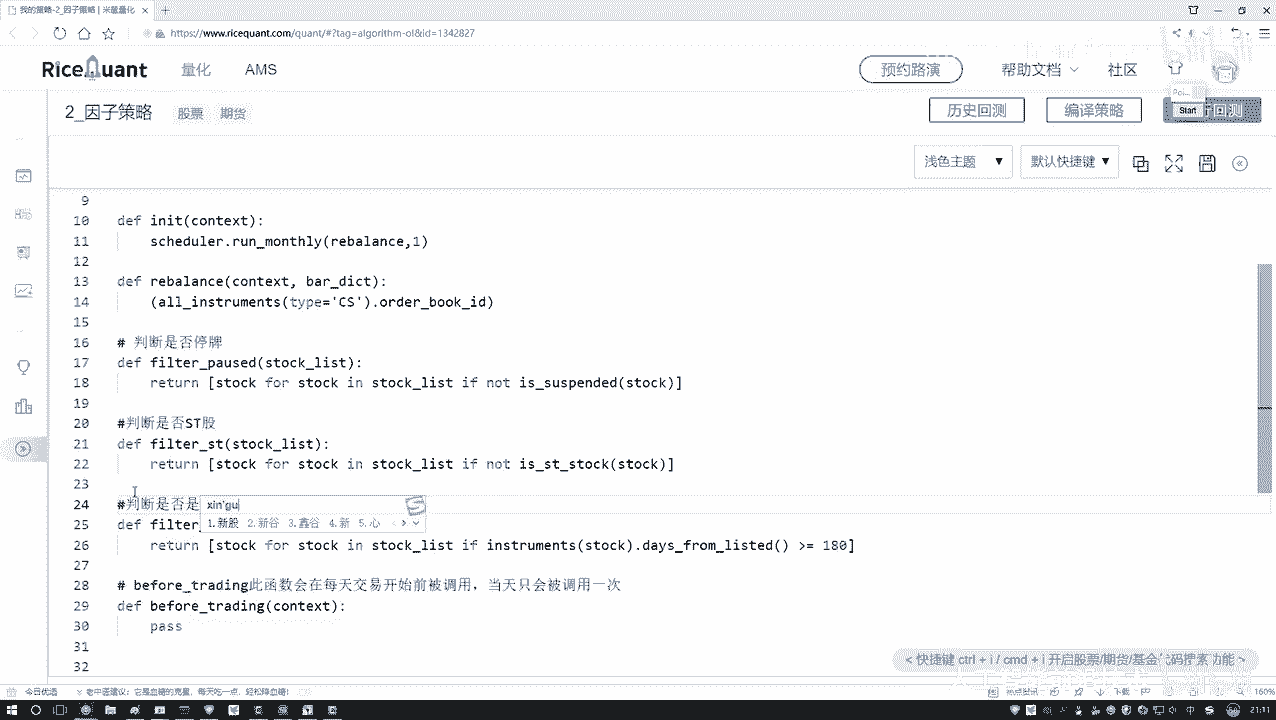 我的策略-2_因子策略 | 米筐量化
https://www.ricequant.com/quant/#?tag=algorithm-ol&id=1342827
RiceQuant 量化 AMS 预约路演 帮助文档 社区
2_因子策略 股票 期货 历史回测 编译策略 回测
Start
浅色主题 ▼ 默认快捷键 ▼
9
10 def init(context):
11 scheduler.run_monthly(rebalance,1)
12
13 def rebalance(context, bar_dict):
14 (all_instruments(type='CS').order_book_id)
15
16 # 判断是否停牌
17 def filter_paused(stock_list):
18 return [stock for stock in stock_list if not is_suspended(stock)]
19
20 #判断是否ST股
21 def filter_st(stock_list):
22 return [stock for stock in stock_list if not is_st_stock(stock)]
23
24 #判断是否是 xin'gu
1.新股 2.新谷 3.鑫谷 4.新 5.心
25 def filter_
26 return [stock for stock in stock_list if instruments(stock).days_from_listed() >= 180]
27
28 # before_trading此函数会在每天交易开始前被调用，当天只会被调用一次
29 def before_trading(context):
30 pass
31
32
< 快捷键 ctrl + i / cmd + i 开启股票/期货/基金
今日优选
下载
160%
21:11